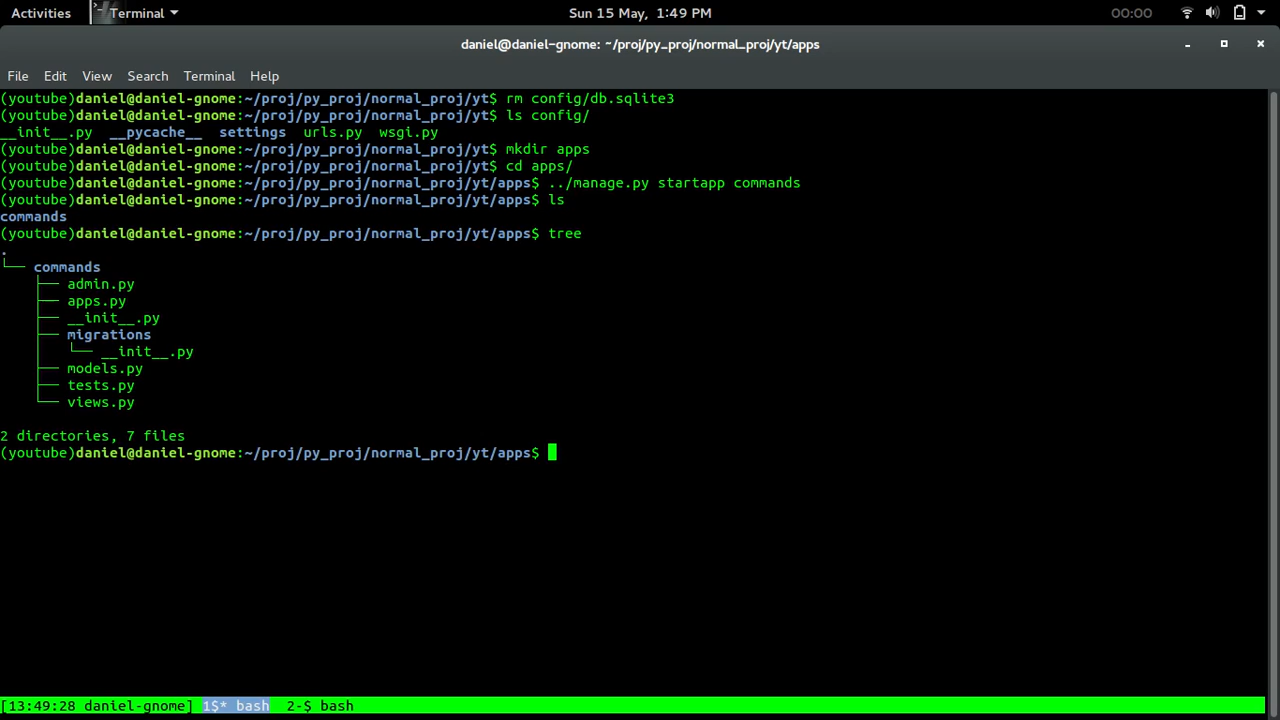 Activities Terminal Sun 15 May, 1:49 PM 00:00
daniel@daniel-gnome: ~/proj/py_proj/normal_proj/yt/apps
File Edit View Search Terminal Help
(youtube)daniel@daniel-gnome:~/proj/py_proj/normal_proj/yt$ rm config/db.sqlite3
(youtube)daniel@daniel-gnome:~/proj/py_proj/normal_proj/yt$ ls config/
__init__.py __pycache__ settings urls.py wsgi.py
(youtube)daniel@daniel-gnome:~/proj/py_proj/normal_proj/yt$ mkdir apps
(youtube)daniel@daniel-gnome:~/proj/py_proj/normal_proj/yt$ cd apps/
(youtube)daniel@daniel-gnome:~/proj/py_proj/normal_proj/yt/apps$ ../manage.py startapp commands
(youtube)daniel@daniel-gnome:~/proj/py_proj/normal_proj/yt/apps$ ls
commands
(youtube)daniel@daniel-gnome:~/proj/py_proj/normal_proj/yt/apps$ tree
.
└── commands
    ├── admin.py
    ├── apps.py
    ├── __init__.py
    ├── migrations
    │   └── __init__.py
    ├── models.py
    ├── tests.py
    └── views.py
2 directories, 7 files
(youtube)daniel@daniel-gnome:~/proj/py_proj/normal_proj/yt/apps$
[13:49:28 daniel-gnome] 1$* bash 2-$ bash